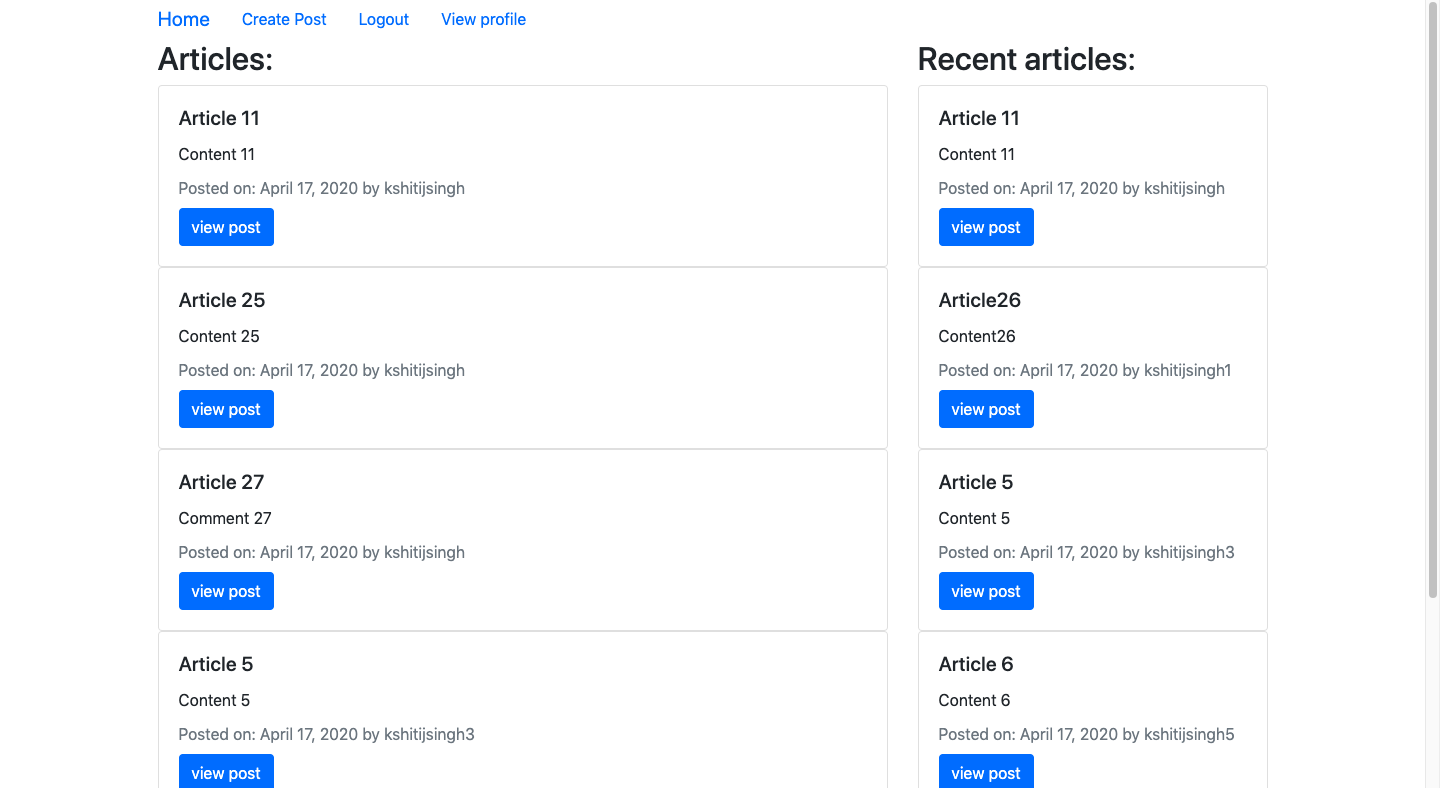 Home Create Post Logout View profile
Articles:
Article 11
Content 11
Posted on: April 17, 2020 by kshitijsingh
view post
Article 25
Content 25
Posted on: April 17, 2020 by kshitijsingh
view post
Article 27
Comment 27
Posted on: April 17, 2020 by kshitijsingh
view post
Article 5
Content 5
Posted on: April 17, 2020 by kshitijsingh3
view post
Recent articles:
Article 11
Content 11
Posted on: April 17, 2020 by kshitijsingh
view post
Article26
Content26
Posted on: April 17, 2020 by kshitijsingh1
view post
Article 5
Content 5
Posted on: April 17, 2020 by kshitijsingh3
view post
Article 6
Content 6
Posted on: April 17, 2020 by kshitijsingh5
view post